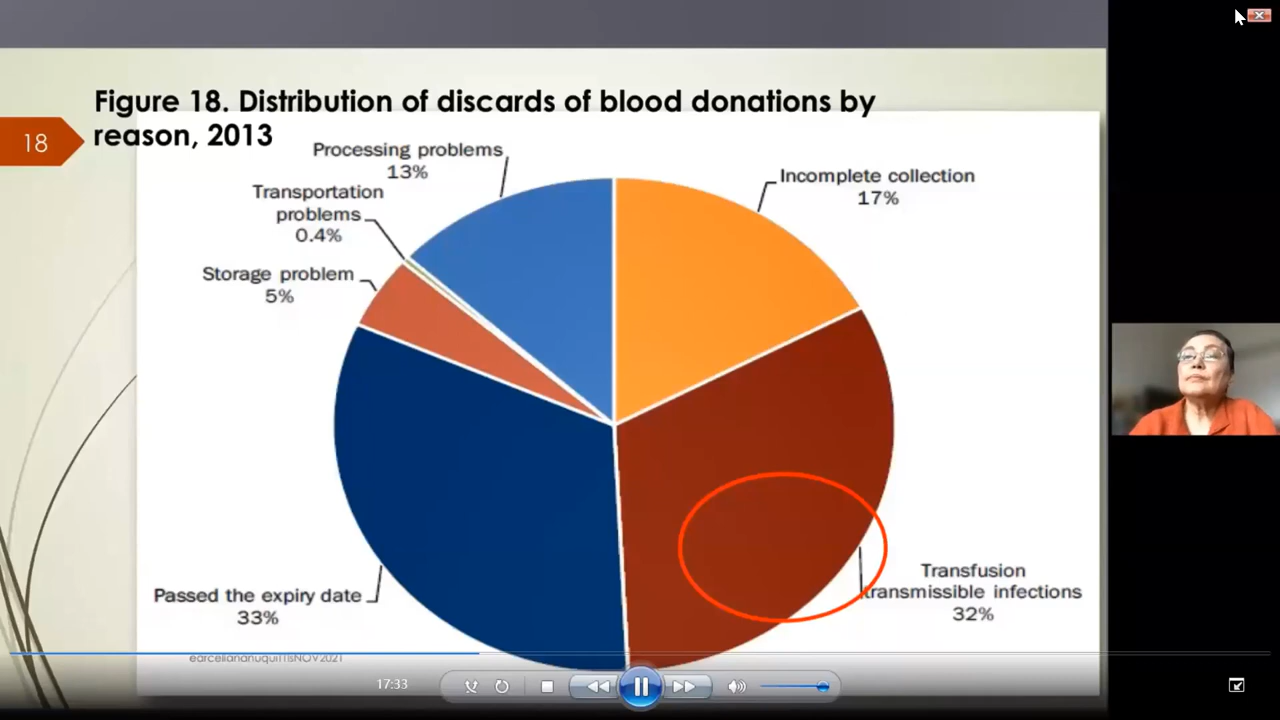 Figure 18. Distribution of discards of blood donations by
reason, 2013
18
Processing problems
13%
Transportation
problems
0.4%
Storage problem
5%
Incomplete collection
17%
Passed the expiry date
33%
Transfusion
transmissible infections
32%
17:33